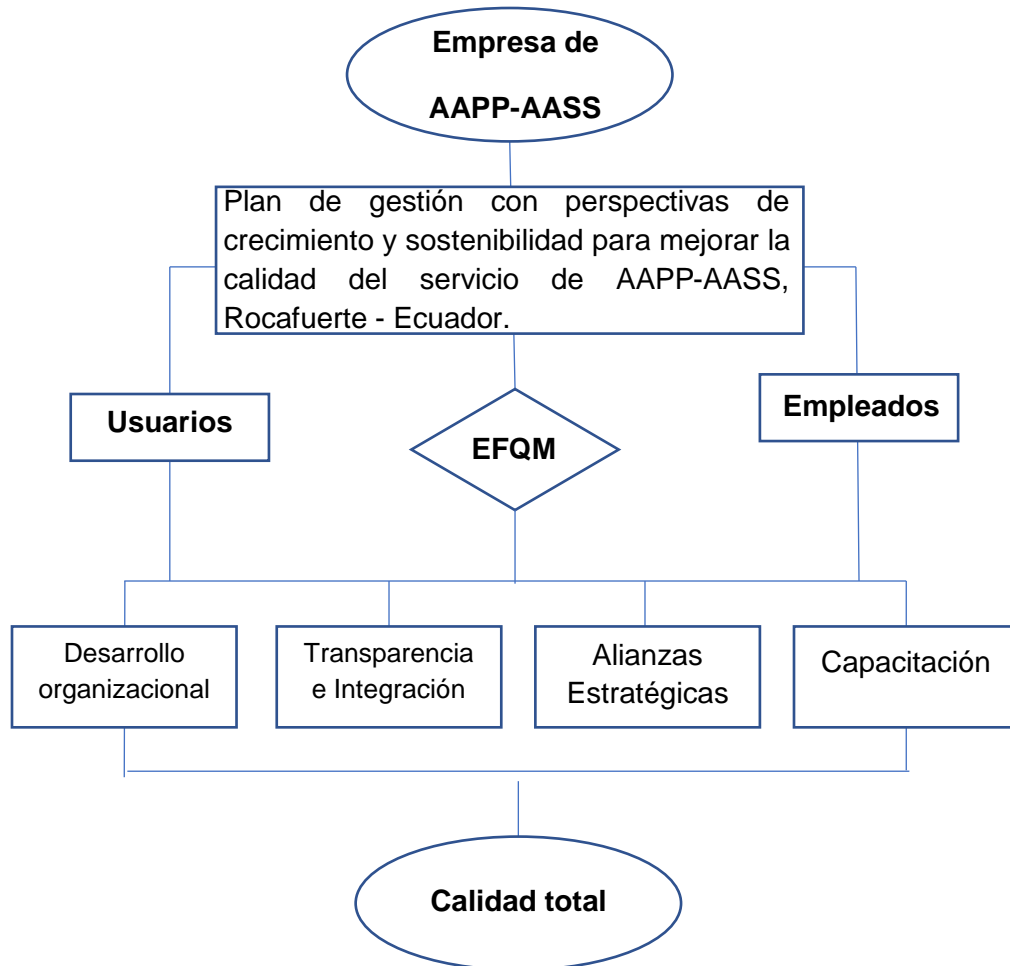 Empresa de
AAPP-AASS
Plan de gestión con perspectivas de
crecimiento y sostenibilidad para mejorar la
calidad del servicio de AAPP-AASS,
Rocafuerte - Ecuador.
Usuarios
EFQM
Empleados
Desarrollo
organizacional
Transparencia
e Integración
Alianzas
Estratégicas
Capacitación
Calidad total